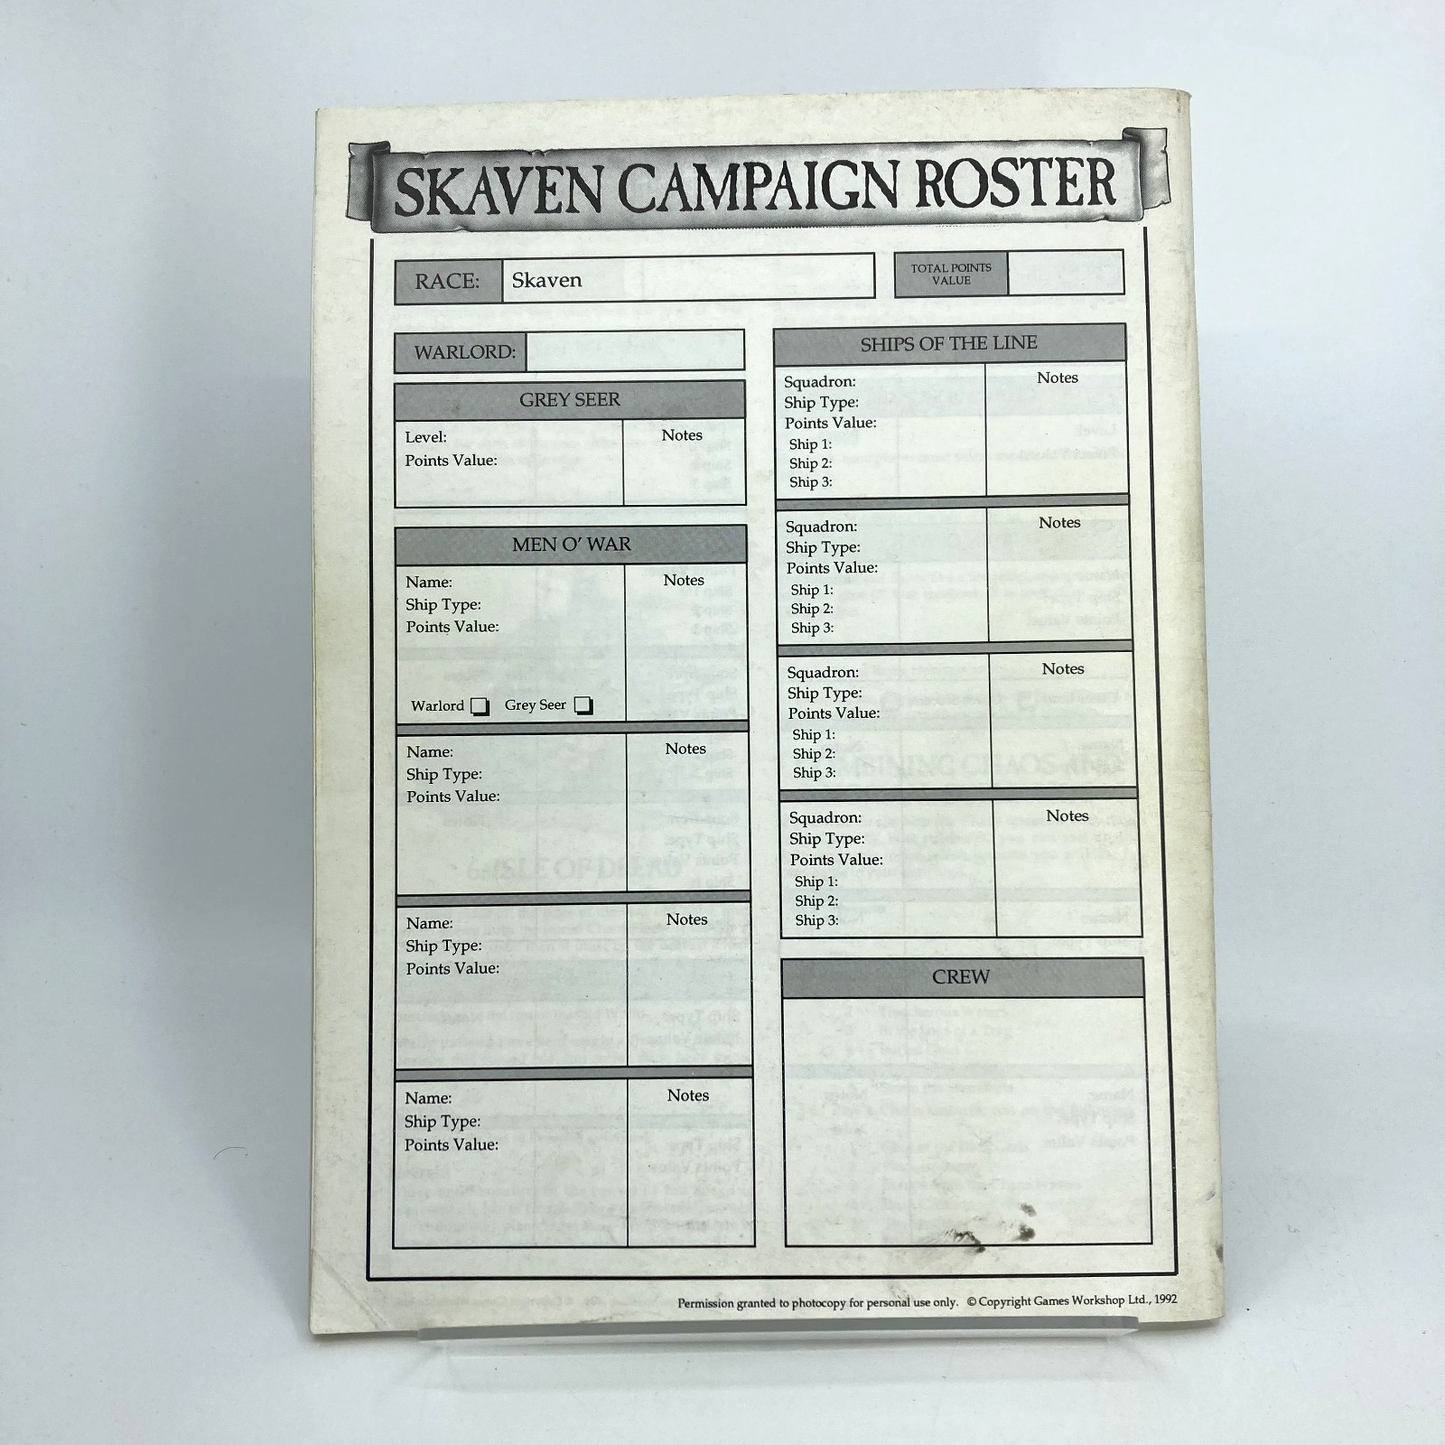 SKAVEN CAMPAIGN ROSTER
RACE: Skaven
TOTAL POINTS
VALUE
WARLORD:
GREY SEER
Level:
Points Value:
Notes
MEN O' WAR
Name:
Ship Type:
Points Value:
Notes
Warlord Grey Seer
Name:
Ship Type:
Points Value:
Notes
Name:
Ship Type:
Points Value:
Notes
Name:
Ship Type:
Points Value:
Notes
SHIPS OF THE LINE
Squadron:
Ship Type:
Points Value:
Ship 1:
Ship 2:
Ship 3:
Notes
Squadron:
Ship Type:
Points Value:
Ship 1:
Ship 2:
Ship 3:
Notes
Squadron:
Ship Type:
Points Value:
Ship 1:
Ship 2:
Ship 3:
Notes
Squadron:
Ship Type:
Points Value:
Ship 1:
Ship 2:
Ship 3:
Notes
CREW
Permission granted to photocopy for personal use only. © Copyright Games Workshop Ltd., 1992